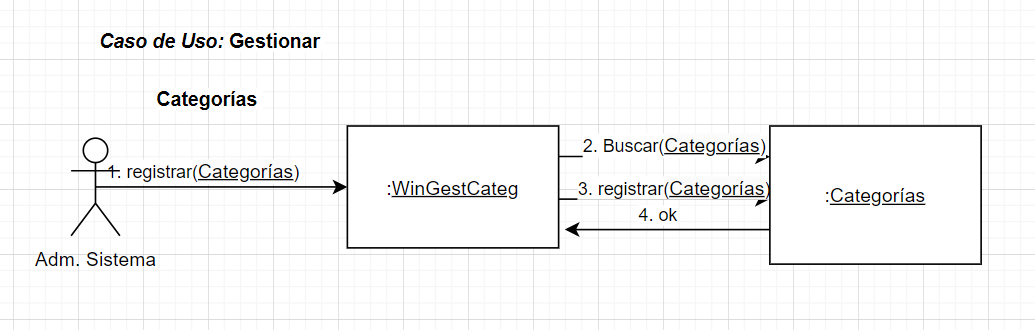 Caso de Uso: Gestionar
Categorías
1. registrar(Categorías)
Adm. Sistema
:WinGestCateg
2. Buscar(Categorías)
3. registrar(Categorías)
4. ok
:Categorías